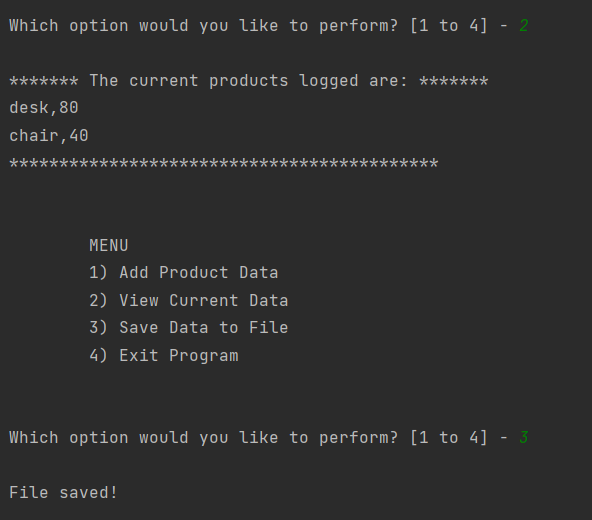 Which option would you like to perform? [1 to 4] - 2
******* The current products logged are: *******
desk,80
chair,40
*******************************************
MENU
1) Add Product Data
2) View Current Data
3) Save Data to File
4) Exit Program
Which option would you like to perform? [1 to 4] - 3
File saved!